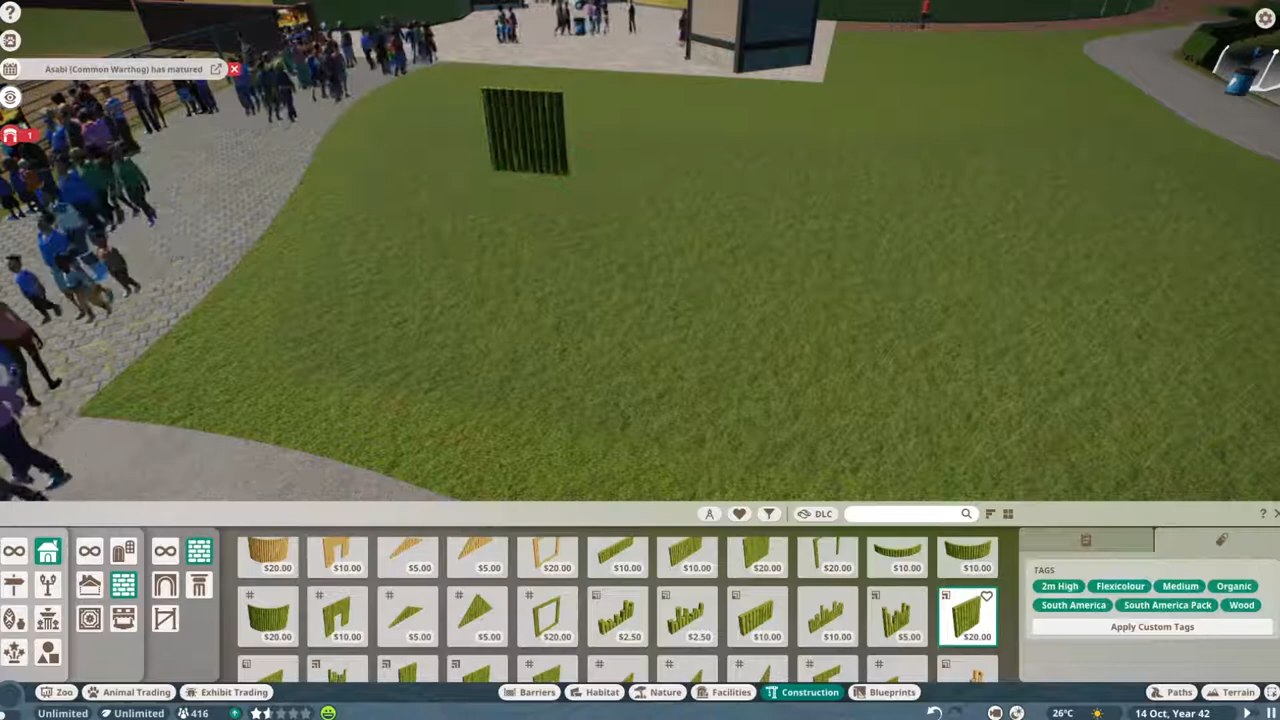 Asabi (Common Warthog) has matured
1
DLC
?
$20.00 $10.00 $5.00 $5.00 $20.00 $10.00 $10.00 $20.00 $10.00 $10.00 $10.00
TAGS
2m High Flexicolour Medium Organic
South America South America Pack Wood
Apply Custom Tags
$20.00 $10.00 $5.00 $5.00 $20.00 $2.50 $2.50 $10.00 $10.00 $5.00 $20.00
Zoo Animal Trading Exhibit Trading Barriers Habitat Nature Facilities Construction Blueprints Paths Terrain
Unlimited Unlimited 416 26°C 14 Oct, Year 42